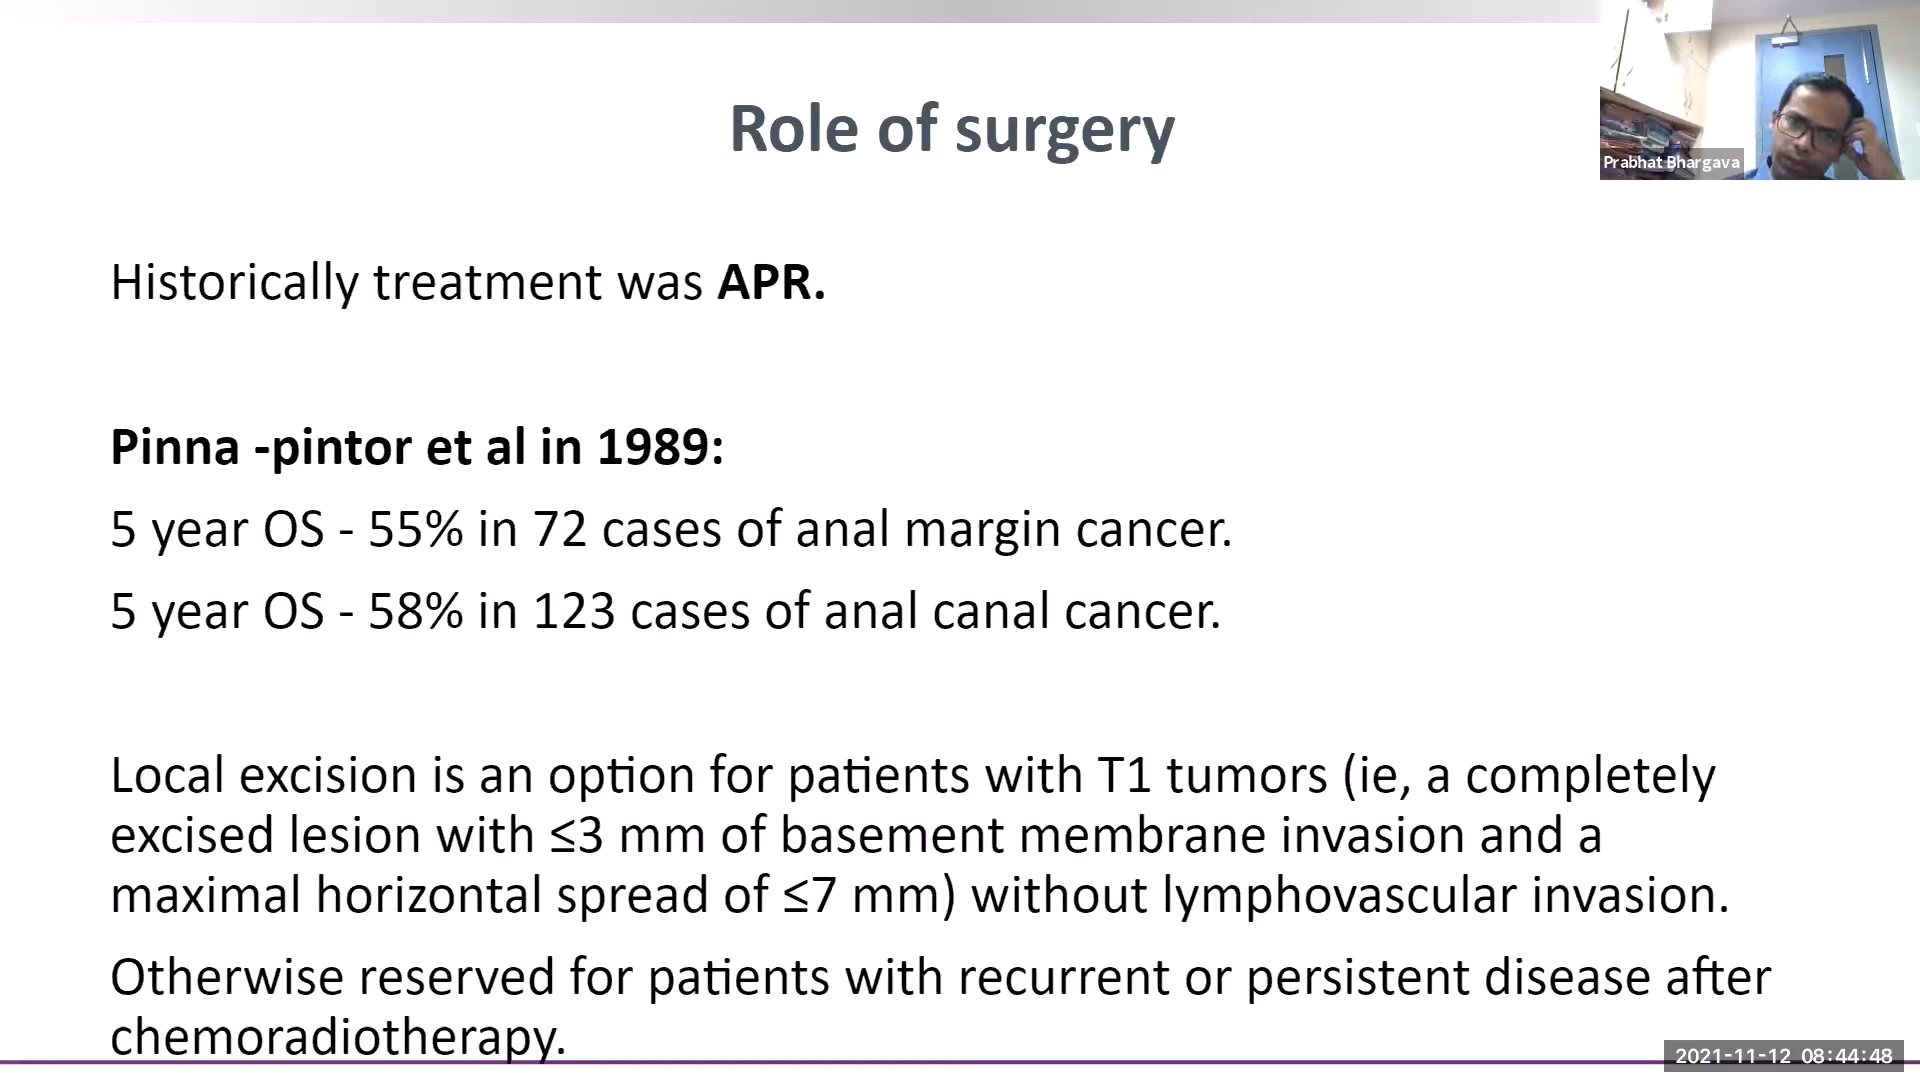 Role of surgery
Prabhat Bhargava
Historically treatment was APR.
Pinna -pintor et al in 1989:
5 year OS - 55% in 72 cases of anal margin cancer.
5 year OS - 58% in 123 cases of anal canal cancer.
Local excision is an option for patients with T1 tumors (ie, a completely
excised lesion with ≤3 mm of basement membrane invasion and a
maximal horizontal spread of ≤7 mm) without lymphovascular invasion.
Otherwise reserved for patients with recurrent or persistent disease after
chemoradiotherapy.
2021-11-12 08:44:48